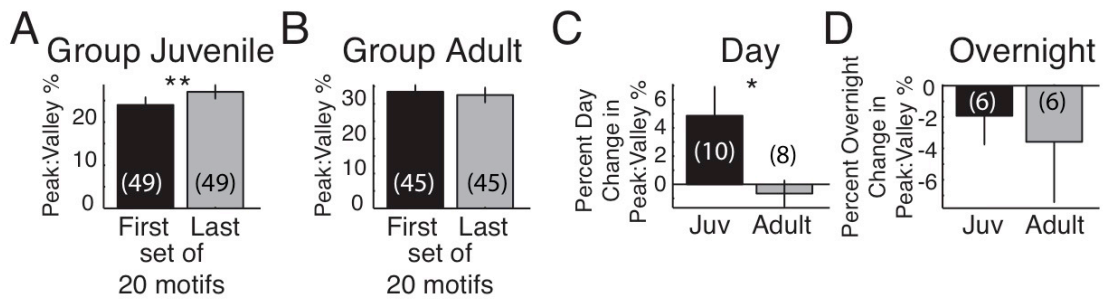 A
Group Juvenile
Peak:Valley %
**
20
10
0
(49)
(49)
First
Last
set of
20 motifs
B
Group Adult
Peak:Valley %
30
20
10
0
(45)
(45)
First
Last
set of
20 motifs
C
Day
Percent Day
Change in
Peak:Valley %
*
6
4
2
0
(10)
(8)
Juv
Adult
D
Overnight
Percent Overnight
Change in
Peak:Valley %
0
-2
-4
-6
(6)
(6)
Juv
Adult